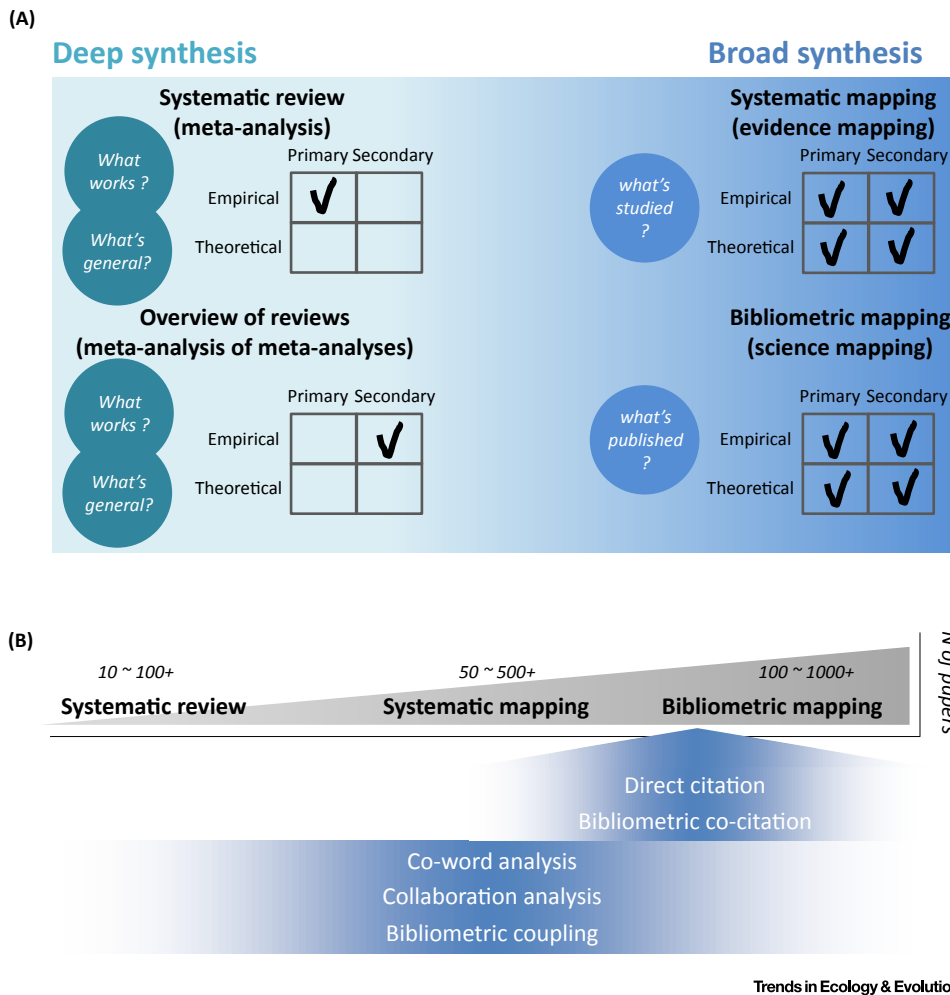 (A)
Deep synthesis
Broad synthesis
Systematic review
(meta-analysis)
What
works ?
What's
general?
Primary Secondary
Empirical
Theoretical
Systematic mapping
(evidence mapping)
what's
studied
?
Primary Secondary
Empirical
Theoretical
Overview of reviews
(meta-analysis of meta-analyses)
What
works ?
What's
general?
Primary Secondary
Empirical
Theoretical
Bibliometric mapping
(science mapping)
what's
published
?
Primary Secondary
Empirical
Theoretical
(B)
10 ~ 100+
50 ~ 500+
100 ~ 1000+
Systematic review
Systematic mapping
Bibliometric mapping
N of papers
Direct citation
Bibliometric co-citation
Co-word analysis
Collaboration analysis
Bibliometric coupling
Trends in Ecology & Evolutio